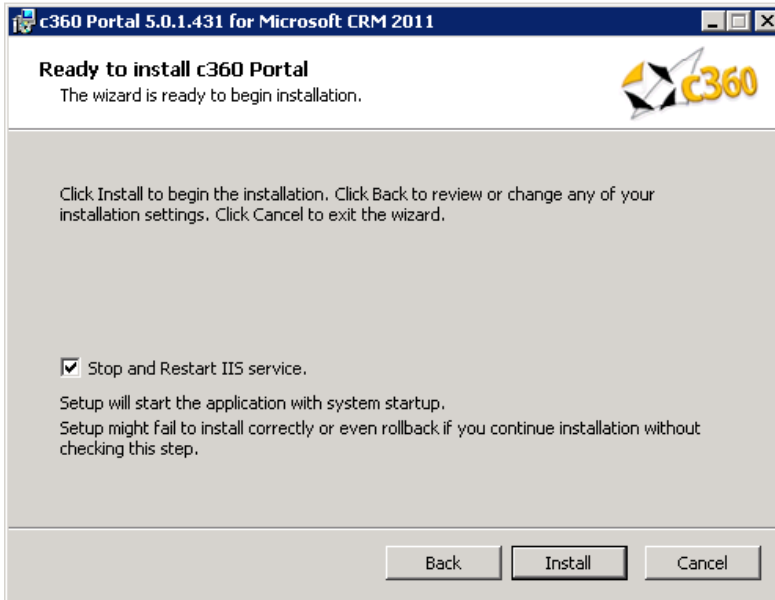 c360 Portal 5.0.1.431 for Microsoft CRM 2011
Ready to install c360 Portal
The wizard is ready to begin installation.
c360
Click Install to begin the installation. Click Back to review or change any of your
installation settings. Click Cancel to exit the wizard.
Stop and Restart IIS service.
Setup will start the application with system startup.
Setup might fail to install correctly or even rollback if you continue installation without
checking this step.
Back Install Cancel